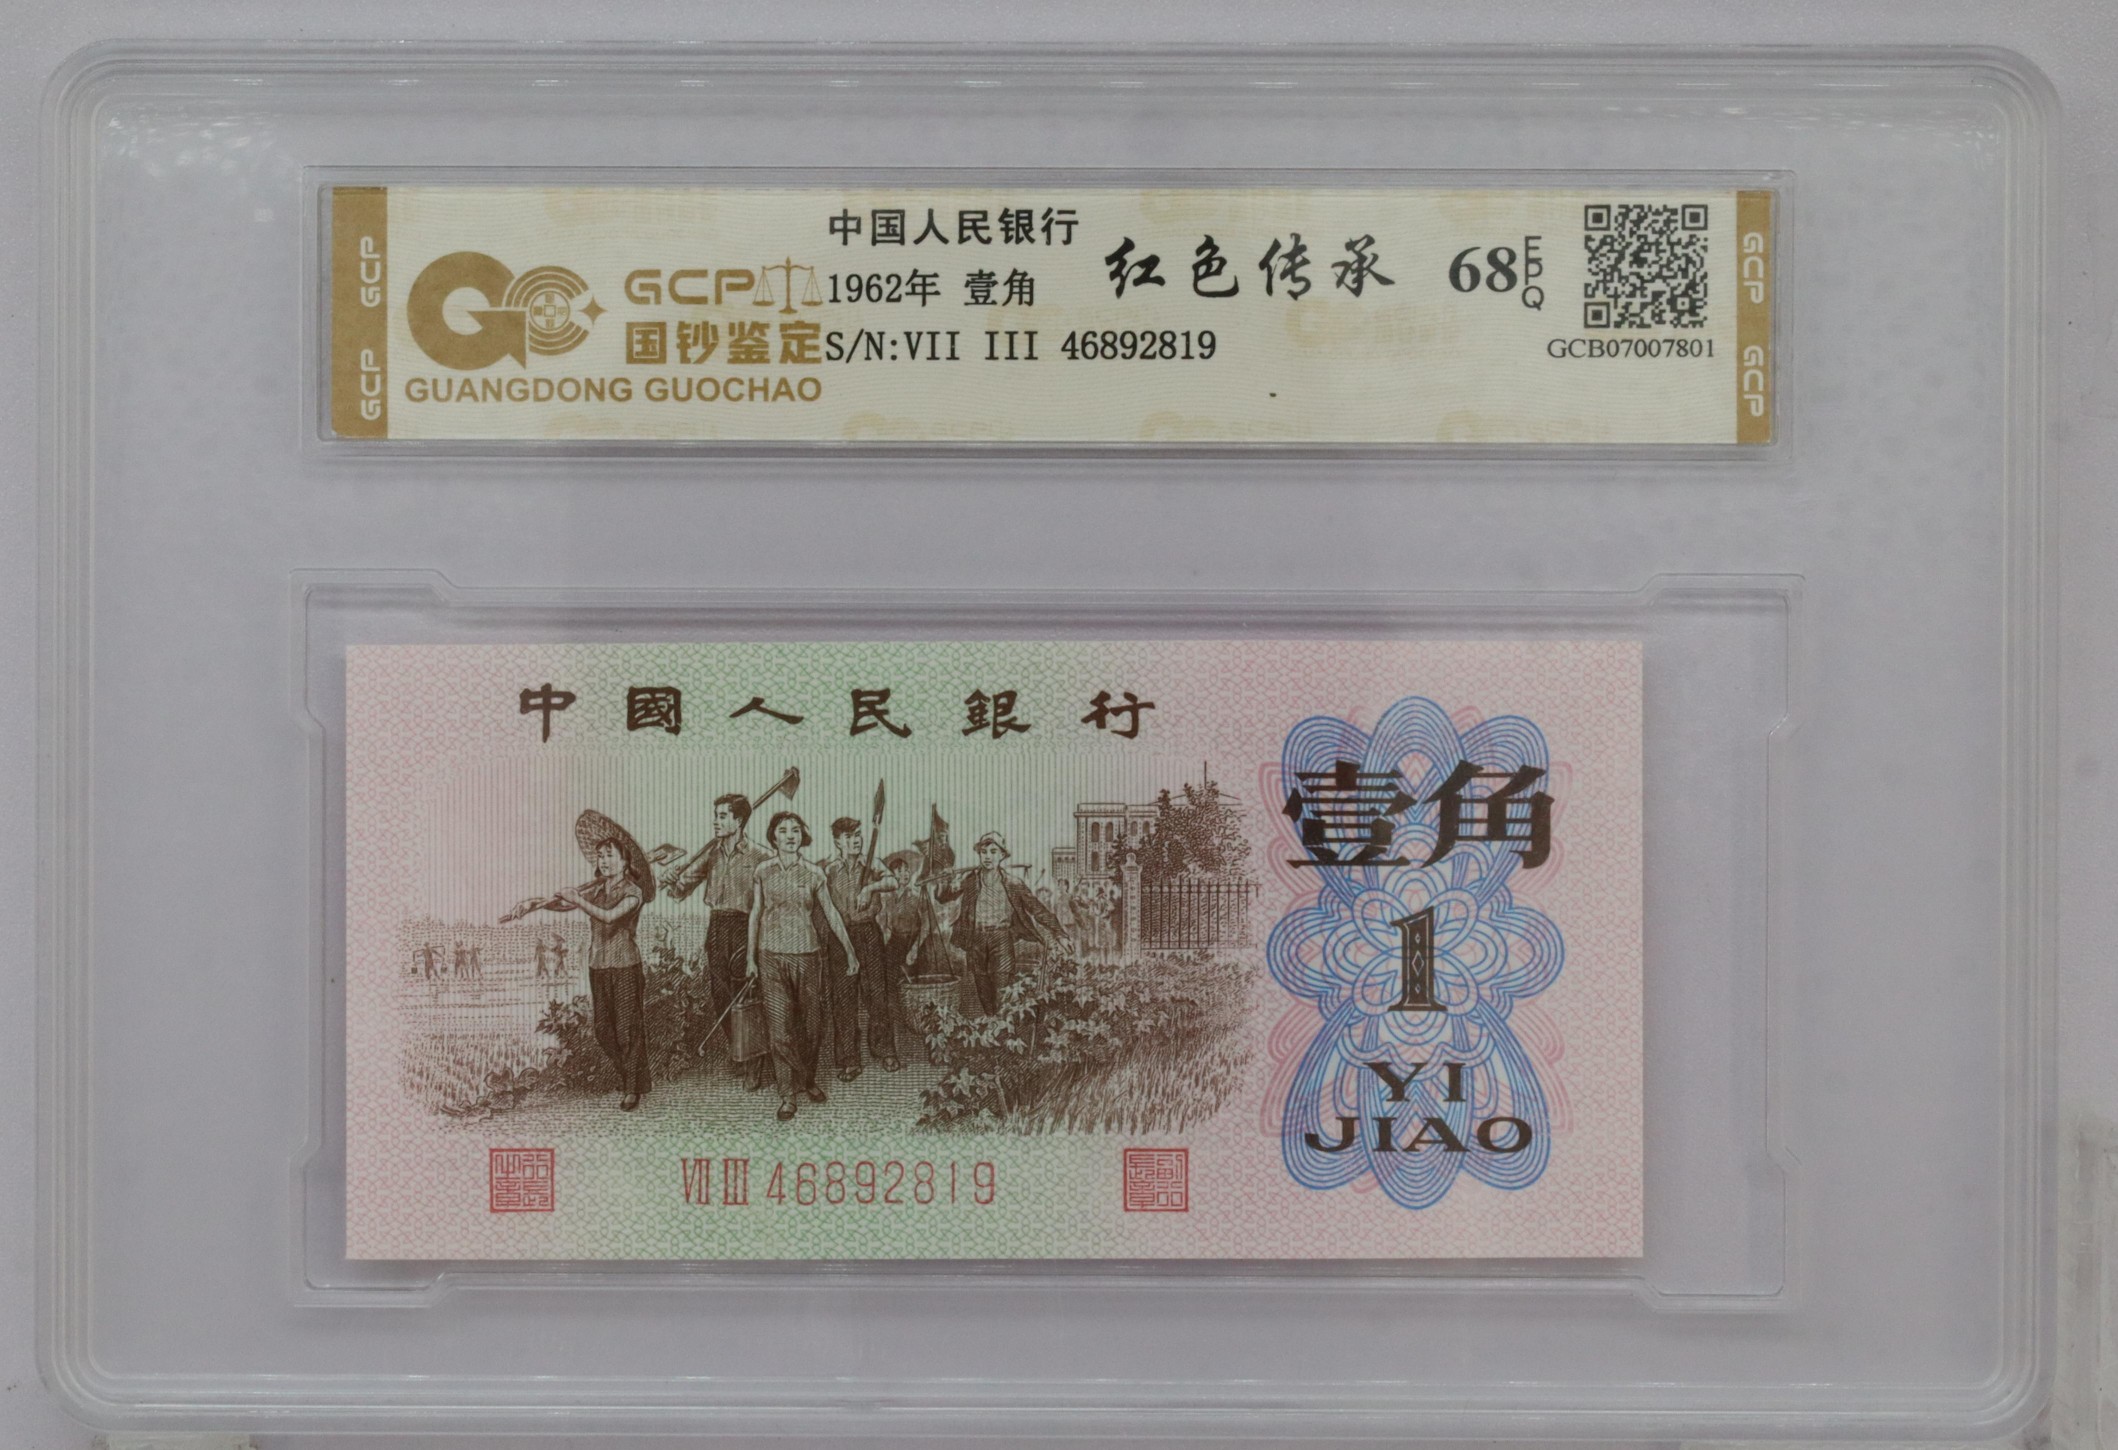 GCP GCP
GCP
国钞鉴定
GUANGDONG GUOCHAO
中国人民银行
1962年 壹角
S/N:VII III 46892819
红色传承
68 EPQ
GCB07007801
GCP GCP
中國人民銀行
壹角
1
YI
JIAO
VII III 46892819